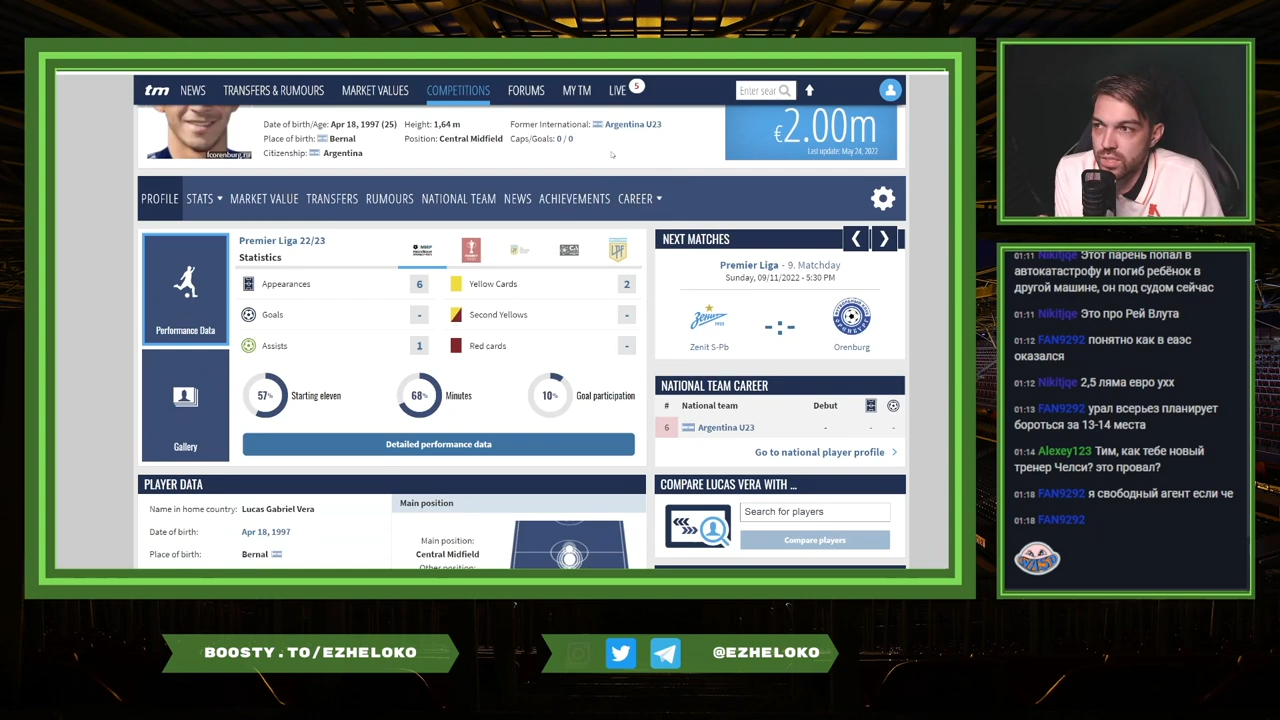 tm NEWS TRANSFERS & RUMOURS MARKET VALUES COMPETITIONS FORUMS MY TM LIVE 5 Enter sear
Date of birth/Age: Apr 18, 1997 (25) Height: 1,64 m Former International: Argentina U23
Place of birth: Bernal Position: Central Midfield Caps/Goals: 0 / 0
Citizenship: Argentina
fcorenburg.ru
€2.00m
Last update: May 24, 2022
PROFILE STATS MARKET VALUE TRANSFERS RUMOURS NATIONAL TEAM NEWS ACHIEVEMENTS CAREER
Premier Liga 22/23
Statistics
Appearances 6 Yellow Cards 2
Goals - Second Yellows -
Assists 1 Red cards -
Performance Data
57% Starting eleven 68% Minutes 10% Goal participation
Gallery
Detailed performance data
NEXT MATCHES
Premier Liga - 9. Matchday
Sunday, 09/11/2022 - 5:30 PM
-:-
Zenit S-Pb Orenburg
NATIONAL TEAM CAREER
# National team Debut
6 Argentina U23 - - -
Go to national player profile
PLAYER DATA
Name in home country: Lucas Gabriel Vera
Date of birth: Apr 18, 1997
Place of birth: Bernal
Main position
Main position:
Central Midfield
Other position:
COMPARE LUCAS VERA WITH ...
Search for players
Compare players
01:11 Nikitjqe Этот парень попал в
автокатастрофу и погиб ребёнок в
другой машине, он под судом сейчас
01:11 Nikitjqe Это про Рей Влута
01:12 FAN9292 понятно как в еаэс
оказался
01:12 Nikitjqe 2,5 ляма евро ухх
01:13 FAN9292 урал всерьез планирует
бороться за 13-14 места
01:14 Alexey123 Тим, как тебе новый
тренер Челси? это провал?
01:18 FAN9292 я свободный агент если че
01:18 FAN9292
BOOSTY.TO/EZHELOKO
@EZHELOKO